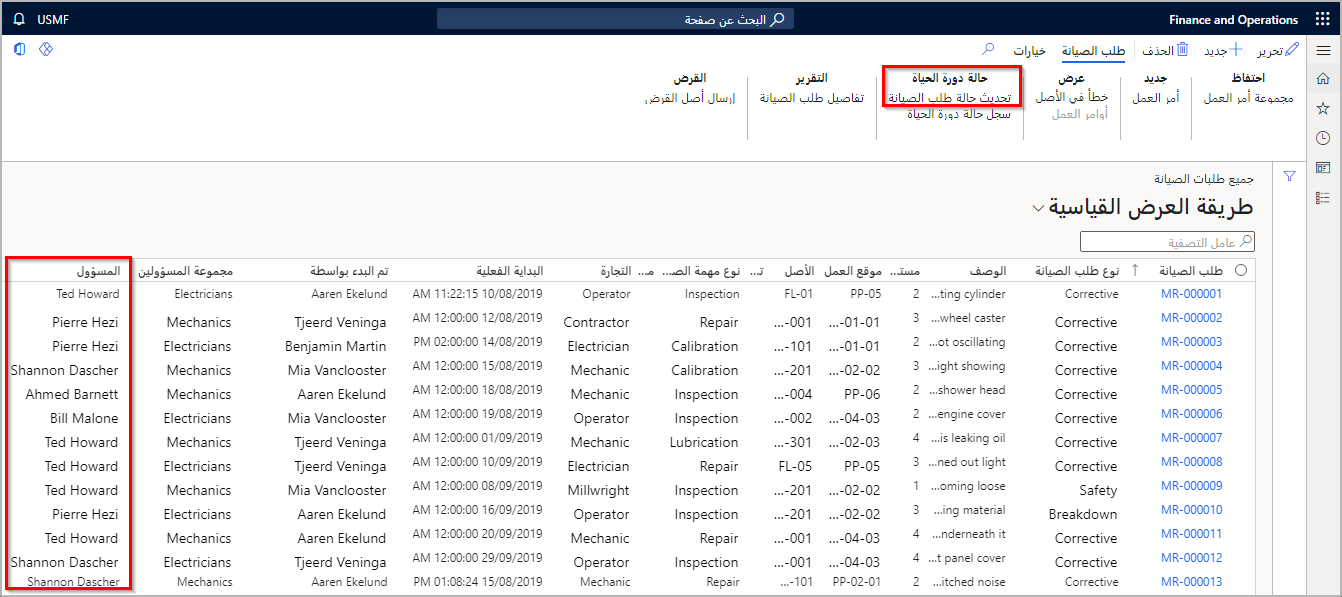 Finance and Operations البحث عن صفحة USMF
تحرير جديد الحذف طلب الصيانة خيارات
احتفاظ جديد عرض حالة دورة الحياة التقرير القرض
مجموعة أمر العمل أمر العمل خطأ في الأصل تحديث حالة طلب الصيانة تفاصيل طلب الصيانة إرسال أصل القرض
أوامر العمل سجل حالة دورة الحياة
جميع طلبات الصيانة
طريقة العرض القياسية
عامل التصفية
طلب الصيانة نوع طلب الصيانة الوصف مست... موقع العمل الأصل ت... نوع مهمة الص... م... التجارة البداية الفعلية تم البدء بواسطة مجموعة المسؤولين المسؤول
MR-000001 Corrective ...ting cylinder 2 PP-05 FL-01 Inspection Operator 10/08/2019 11:22:15 AM Aaren Ekelund Electricians Ted Howard
MR-000002 Corrective ...wheel caster 3 ...-01-01 ...-001 Repair Contractor 12/08/2019 12:00:00 AM Tjeerd Veninga Mechanics Pierre Hezi
MR-000003 Corrective ...ot oscillating 2 ...-01-01 ...-101 Calibration Electrician 14/08/2019 02:00:00 PM Benjamin Martin Electricians Pierre Hezi
MR-000004 Corrective ...ight showing 3 ...-02-02 ...-201 Calibration Mechanic 15/08/2019 12:00:00 AM Mia Vanclooster Mechanics Shannon Dascher
MR-000005 Corrective ...shower head 2 PP-06 ...-004 Inspection Mechanic 18/08/2019 12:00:00 AM Aaren Ekelund Mechanics Ahmed Barnett
MR-000006 Corrective ...engine cover 2 ...-04-03 ...-002 Inspection Operator 19/08/2019 12:00:00 AM Mia Vanclooster Electricians Bill Malone
MR-000007 Corrective ...is leaking oil 4 ...-02-03 ...-301 Lubrication Mechanic 01/09/2019 12:00:00 AM Tjeerd Veninga Mechanics Ted Howard
MR-000008 Corrective ...ned out light 3 PP-05 FL-05 Repair Electrician 10/09/2019 12:00:00 AM Tjeerd Veninga Electricians Ted Howard
MR-000009 Safety ...oming loose 1 ...-02-02 ...-201 Inspection Millwright 08/09/2019 12:00:00 AM Mia Vanclooster Mechanics Ted Howard
MR-000010 Breakdown ...ing material 3 ...-02-02 ...-201 Inspection Operator 16/09/2019 12:00:00 AM Aaren Ekelund Electricians Pierre Hezi
MR-000011 Corrective ...nderneath it 4 ...-04-03 ...-001 Repair Mechanic 20/09/2019 12:00:00 AM Aaren Ekelund Mechanics Ted Howard
MR-000012 Corrective ...t panel cover 4 ...-04-03 ...-001 Inspection Operator 29/09/2019 12:00:00 AM Tjeerd Veninga Electricians Shannon Dascher
MR-000013 Corrective ...itched noise 2 PP-02-01 ...-101 Repair Mechanic 15/08/2019 01:08:24 PM Aaren Ekelund Mechanics Shannon Dascher